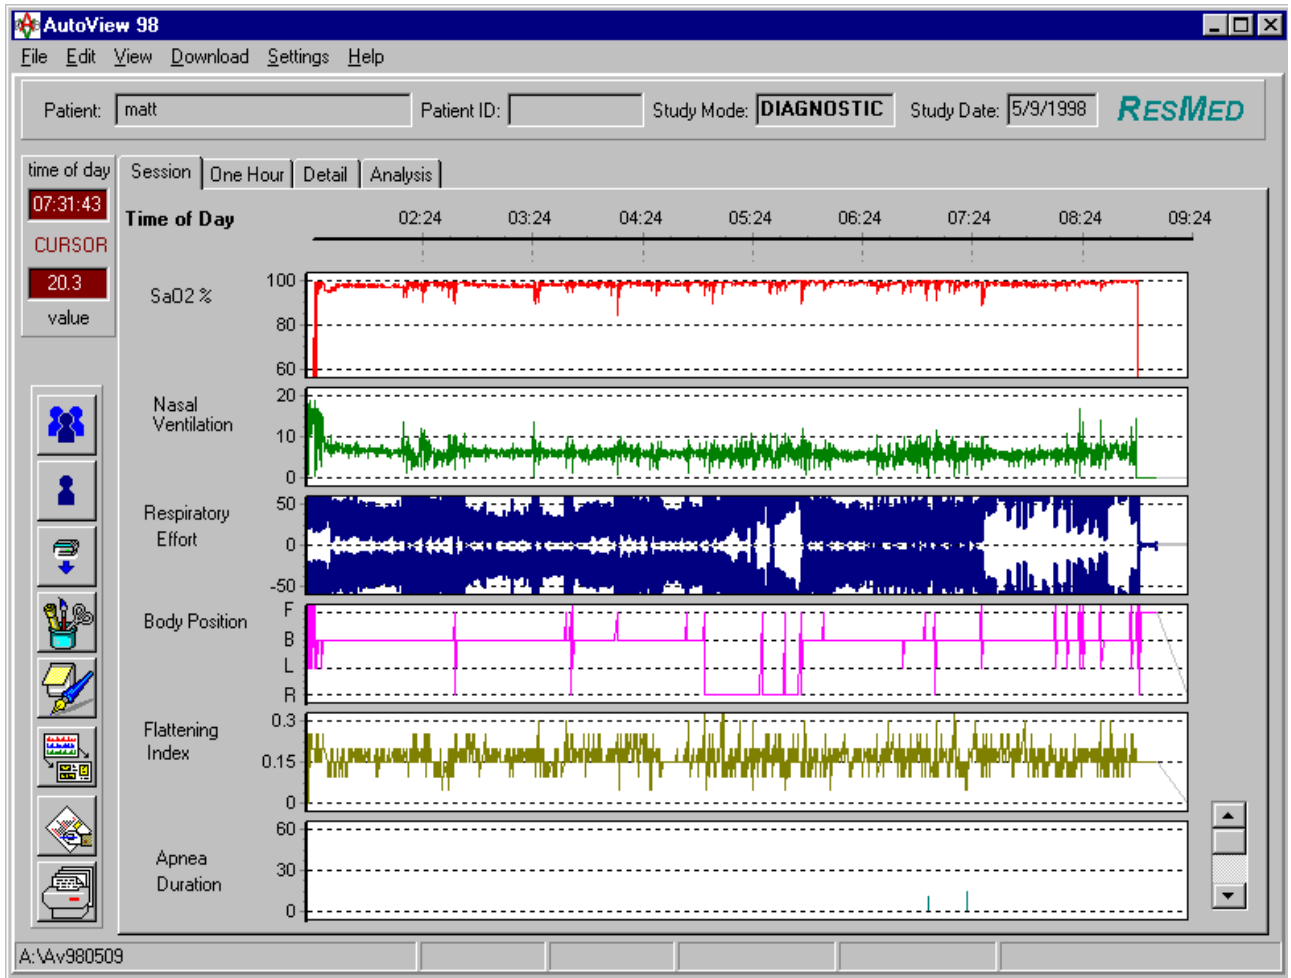 AutoView 98
File Edit View Download Settings Help
Patient: matt Patient ID: Study Mode: DIAGNOSTIC Study Date: 5/9/1998 RESMED
time of day
07:31:43
CURSOR
20.3
value
Session One Hour Detail Analysis
Time of Day 02:24 03:24 04:24 05:24 06:24 07:24 08:24 09:24
SaO2 %
100
80
60
Nasal
Ventilation
20
10
0
Respiratory
Effort
50
0
-50
Body Position
F
B
L
R
Flattening
Index
0.3
0.15
0
Apnea
Duration
60
30
0
A:\Av980509